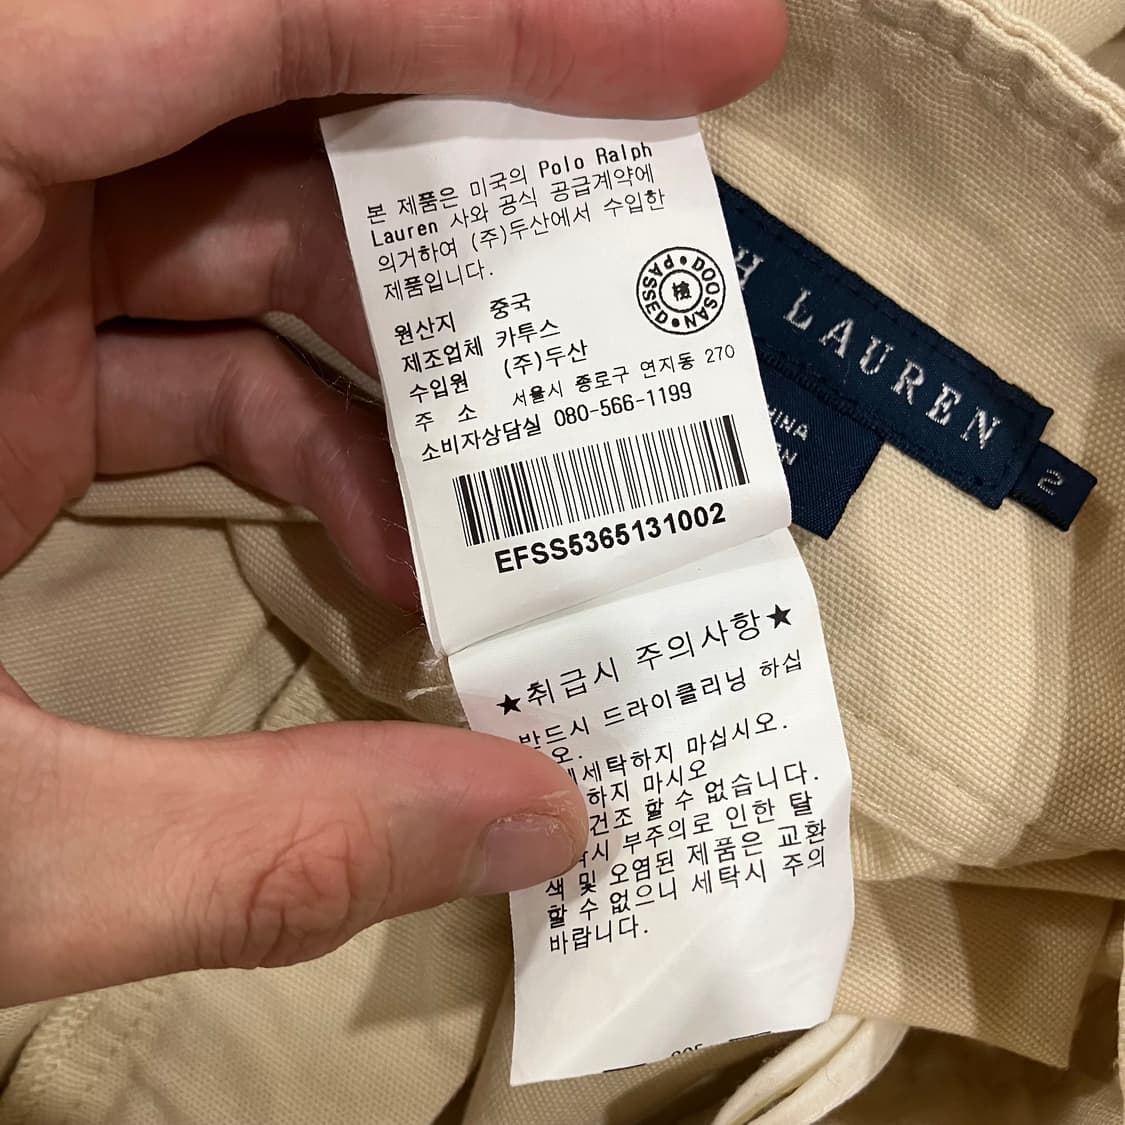 본 제품은 미국의 Polo Ralph
Lauren 사와 공식 공급계약에
의거하여 (주)두산에서 수입한
제품입니다.
DOOSAN PASSED
檢
원산지 중국
제조업체 카투스
수입원 (주)두산
주 소 서울시 종로구 연지동 270
소비자상담실 080-566-1199
EFSS5365131002
★취급시 주의사항★
반드시 드라이클리닝 하십
오.
세탁하지 마십시오.
하지 마시오
건조 할 수 없습니다.
부주의로 인한 탈
색 및 오염된 제품은 교환
할 수 없으니 세탁시 주의
바랍니다.
H LAUREN
2